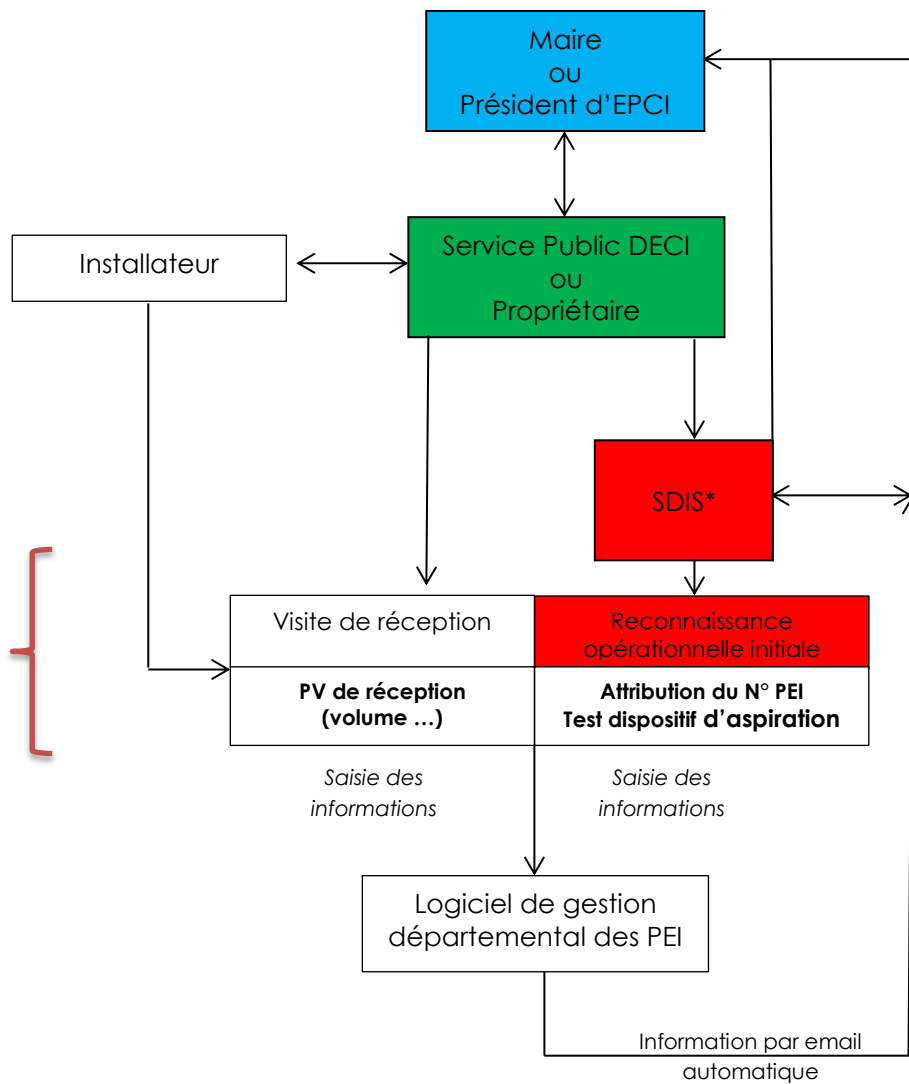 Maire
ou
Président d'EPCI
Service Public DECI
ou
Propriétaire
Installateur
SDIS*
Visite de réception
Reconnaissance
opérationnelle initiale
PV de réception
(volume ...)
Attribution du N° PEI
Test dispositif d'aspiration
Saisie des
informations
Saisie des
informations
Logiciel de gestion
départemental des PEI
Information par email
automatique